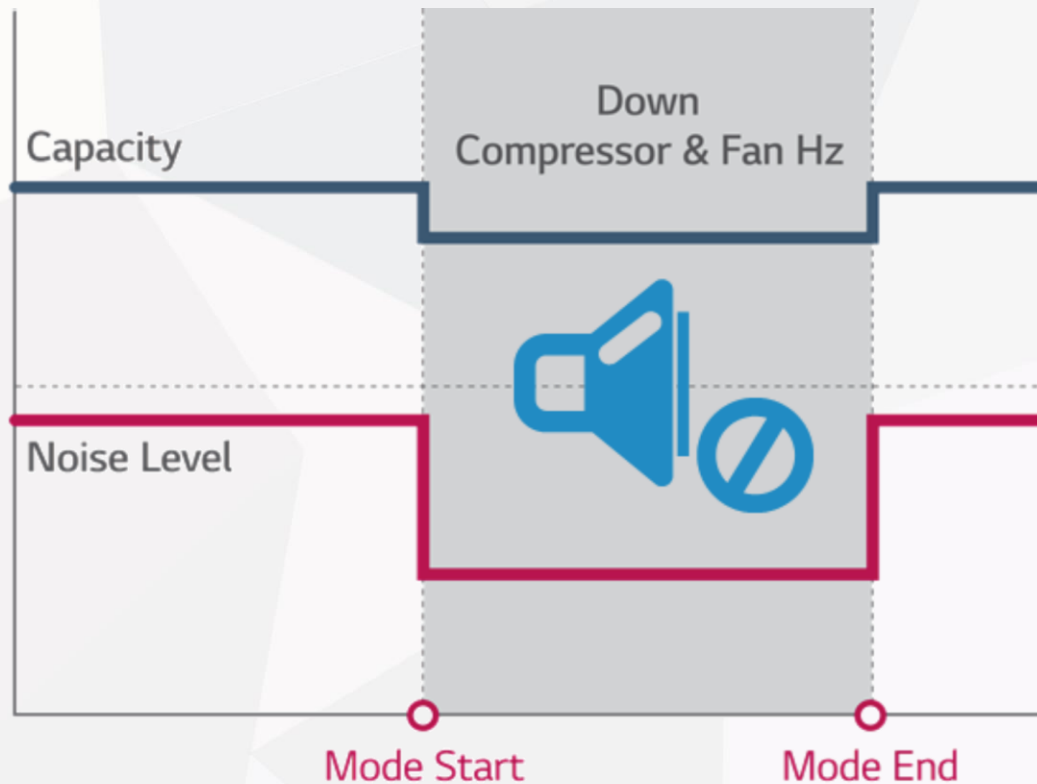 Down
Compressor & Fan Hz
Capacity
Noise Level
Mode Start
Mode End